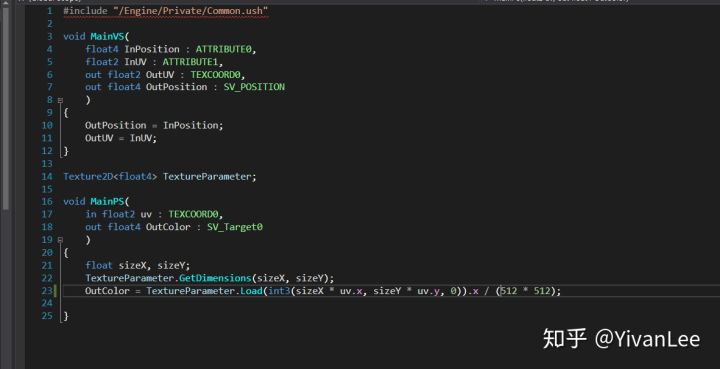 1 #include "/Engine/Private/Common.ush"
2
3 void MainVS(
4 float4 InPosition : ATTRIBUTE0,
5 float2 InUV : ATTRIBUTE1,
6 out float2 OutUV : TEXCOORD0,
7 out float4 OutPosition : SV_POSITION
8 )
9 {
10 OutPosition = InPosition;
11 OutUV = InUV;
12 }
13
14 Texture2D<float4> TextureParameter;
15
16 void MainPS(
17 in float2 uv : TEXCOORD0,
18 out float4 OutColor : SV_Target0
19 )
20 {
21 float sizeX, sizeY;
22 TextureParameter.GetDimensions(sizeX, sizeY);
23 OutColor = TextureParameter.Load(int3(sizeX * uv.x, sizeY * uv.y, 0)).x / (512 * 512);
24
25 }
知乎 @YivanLee